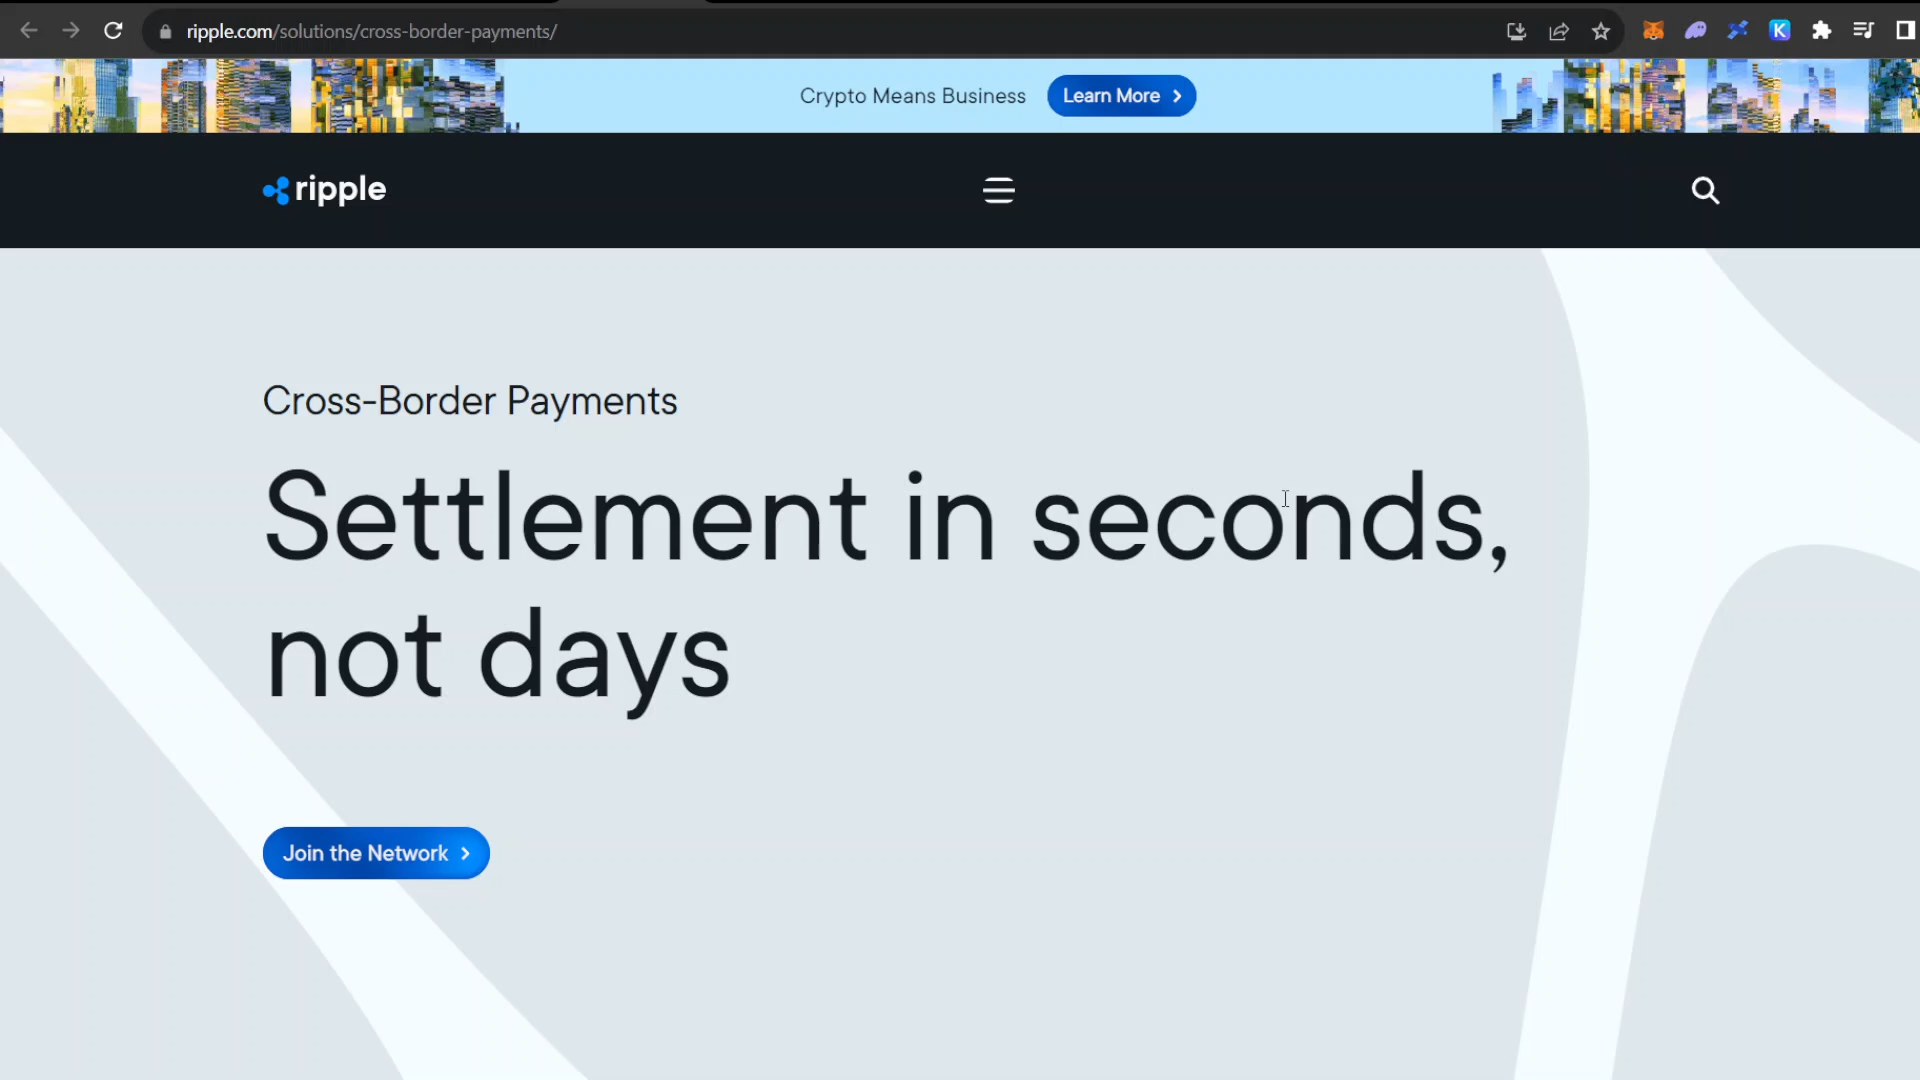 ripple.com/solutions/cross-border-payments/
K
Crypto Means Business
Learn More
ripple
Cross-Border Payments
Settlement in seconds,
not days
Join the Network